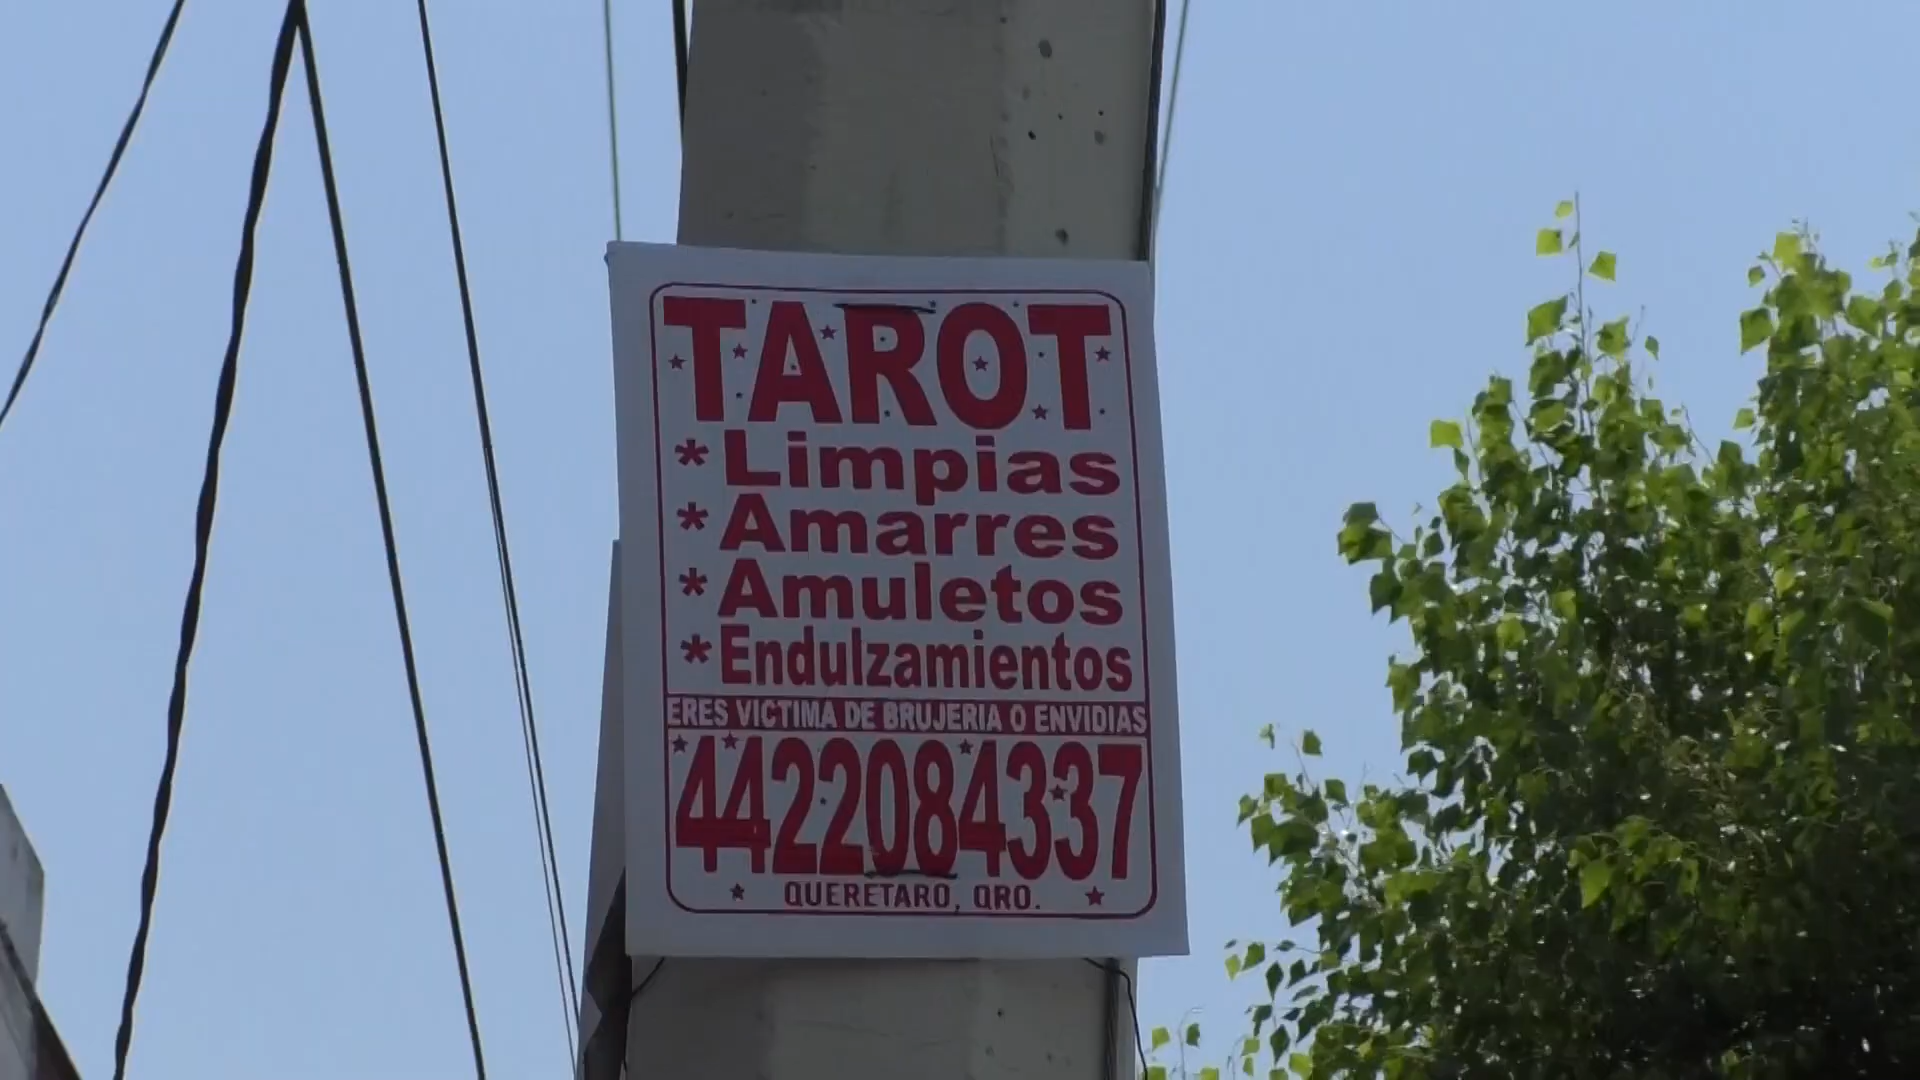 TAROT
*Limpias
*Amarres
*Amuletos
*Endulzamientos
ERES VICTIMA DE BRUJERIA O ENVIDIAS
4422084337
QUERETARO, QRO.